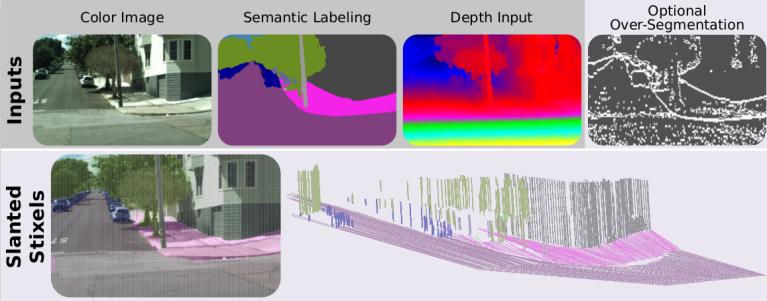 Color Image
Semantic Labeling
Depth Input
Optional
Over-Segmentation
Inputs
Slanted
Stixels